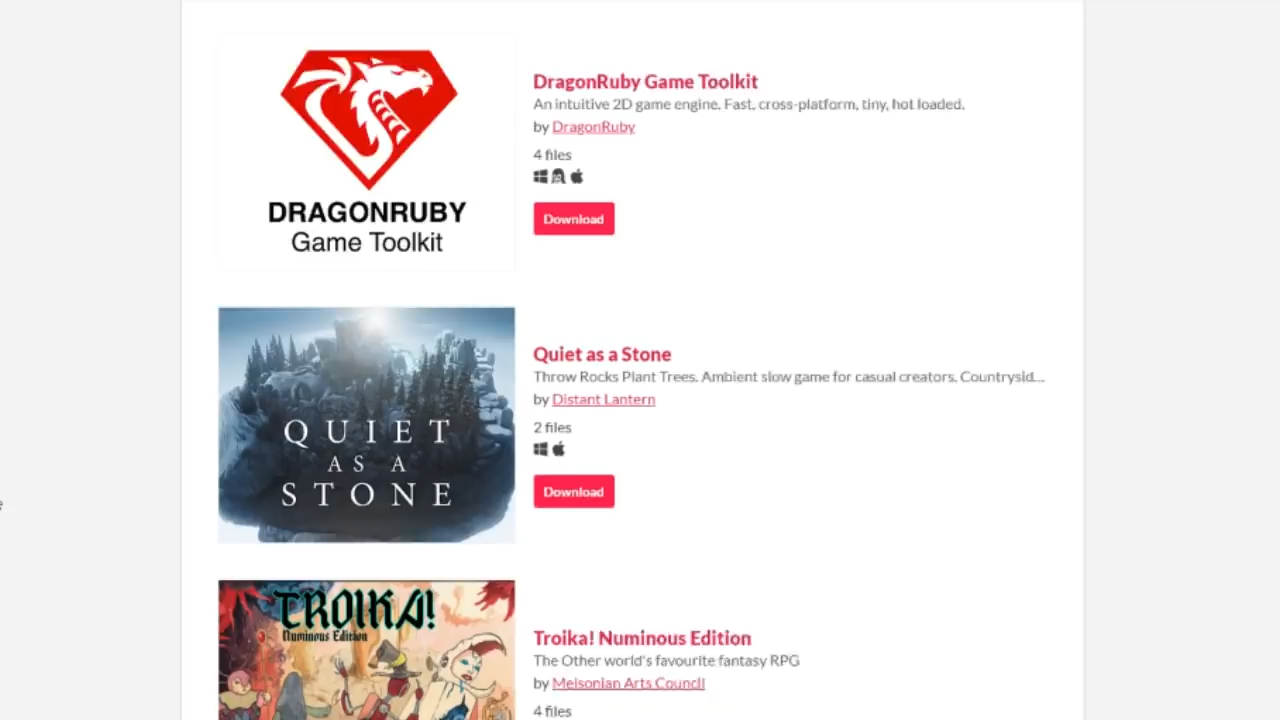 DRAGONRUBY
Game Toolkit
DragonRuby Game Toolkit
An intuitive 2D game engine. Fast, cross-platform, tiny, hot loaded.
by DragonRuby
4 files
Download
QUIET
AS A
STONE
Quiet as a Stone
Throw Rocks Plant Trees. Ambient slow game for casual creators. Countrysid...
by Distant Lantern
2 files
Download
TROIKA!
Numinous Edition
Troika! Numinous Edition
The Other world's favourite fantasy RPG
by Melsonian Arts Council
4 files